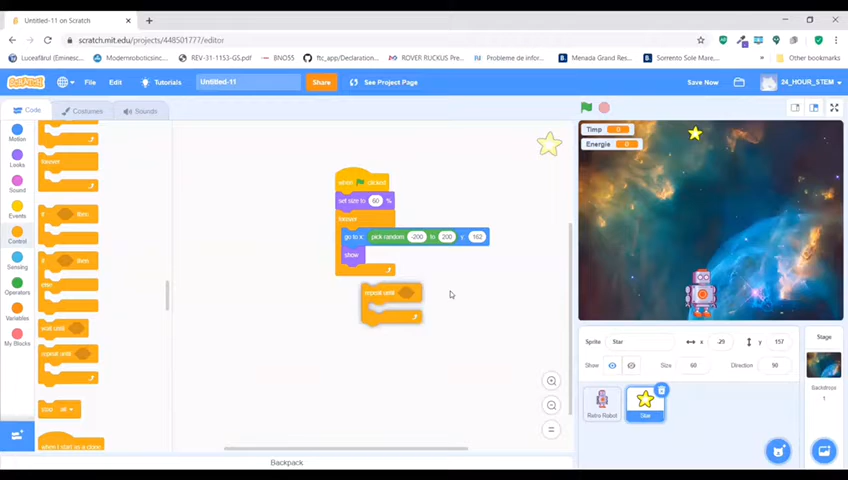 Untitled-11 on Scratch
scratch.mit.edu/projects/448501777/editor
Luceafărul (Eminesc...
Modernroboticsinc...
REV-31-1153-GS.pdf
BNO55
ftc_app/Declaration...
ROVER RUCKUS Pre...
Probleme de infor...
Menada Grand Res...
Sorrento Sole Mare,...
Other bookmarks
SCRATCH
File
Edit
Tutorials
Untitled-11
Share
See Project Page
Save Now
24_HOUR_STEM
Code
Costumes
Sounds
Motion
Looks
Sound
Events
Control
Sensing
Operators
Variables
My Blocks
forever
if then
if then
else
wait until
repeat until
stop all
when I start as a clone
when clicked
set size to 60 %
forever
go to x: pick random -200 to 200 y: 162
show
repeat until
Timp 0
Energie 0
Sprite
Star
x
-29
y
157
Show
Size
60
Direction
90
Retro Robot
Star
Stage
Backdrops
1
Backpack